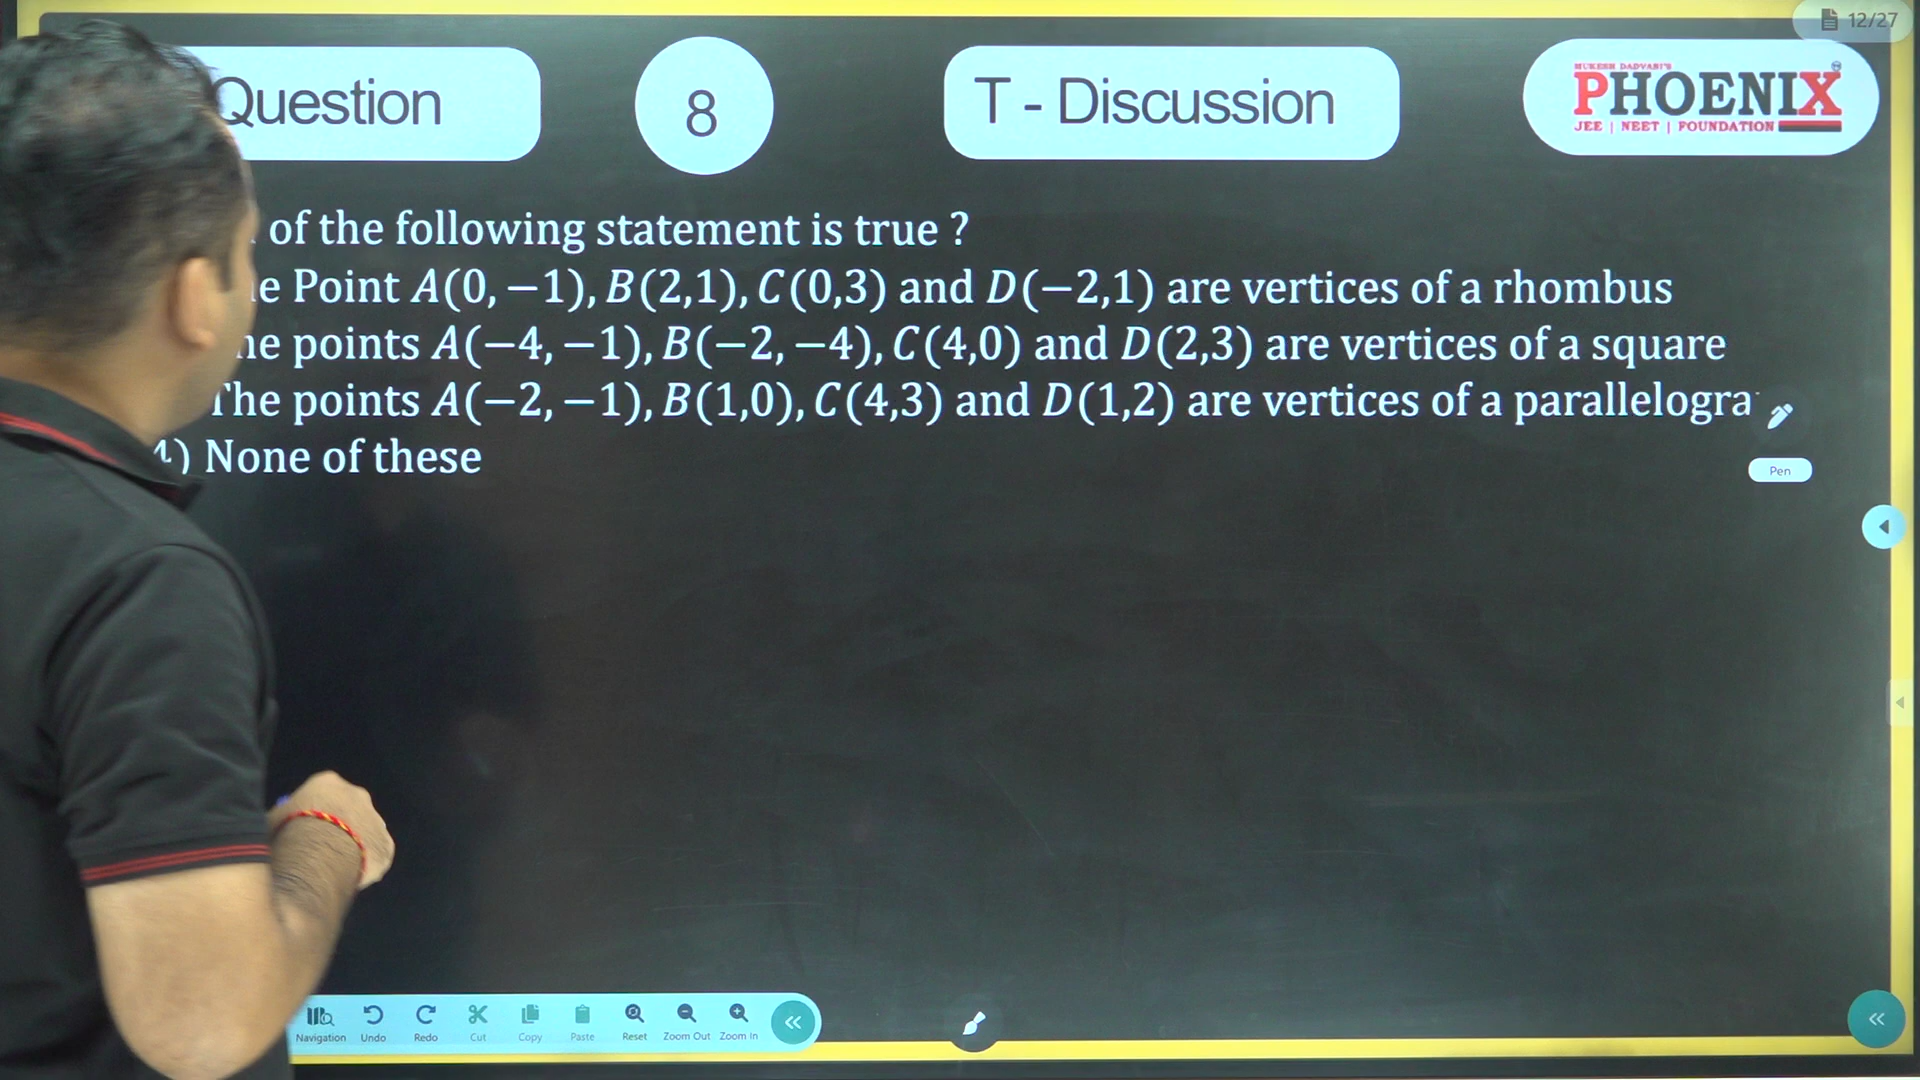 Question
8
T - Discussion
12/27
MUKESH DADVANI'S
PHOENIX
JEE | NEET | FOUNDATION
of the following statement is true ?
Point A(0, −1), B(2,1), C(0,3) and D(−2,1) are vertices of a rhombus
points A(−4, −1), B(−2, −4), C(4,0) and D(2,3) are vertices of a square
The points A(−2, −1), B(1,0), C(4,3) and D(1,2) are vertices of a parallelogra
4) None of these
Pen
Navigation Undo Redo Cut Copy Paste Reset Zoom Out Zoom In